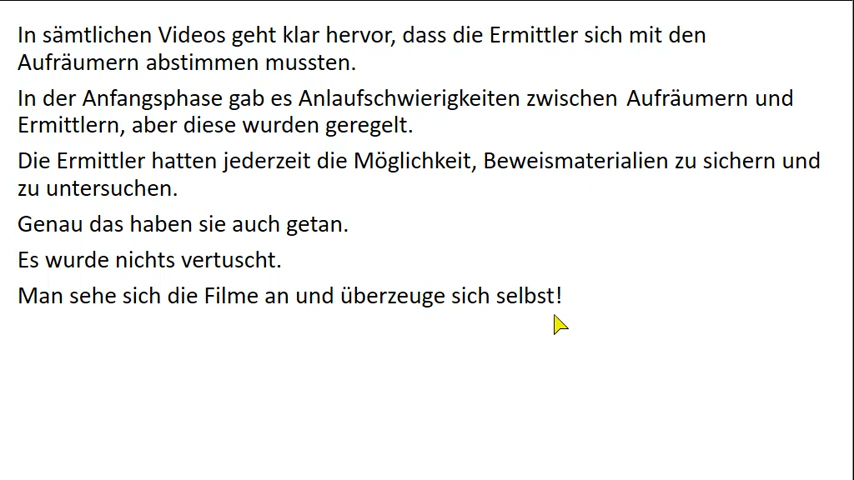 In sämtlichen Videos geht klar hervor, dass die Ermittler sich mit den
Aufräumern abstimmen mussten.
In der Anfangsphase gab es Anlaufschwierigkeiten zwischen Aufräumern und
Ermittlern, aber diese wurden geregelt.
Die Ermittler hatten jederzeit die Möglichkeit, Beweismaterialien zu sichern und
zu untersuchen.
Genau das haben sie auch getan.
Es wurde nichts vertuscht.
Man sehe sich die Filme an und überzeuge sich selbst!